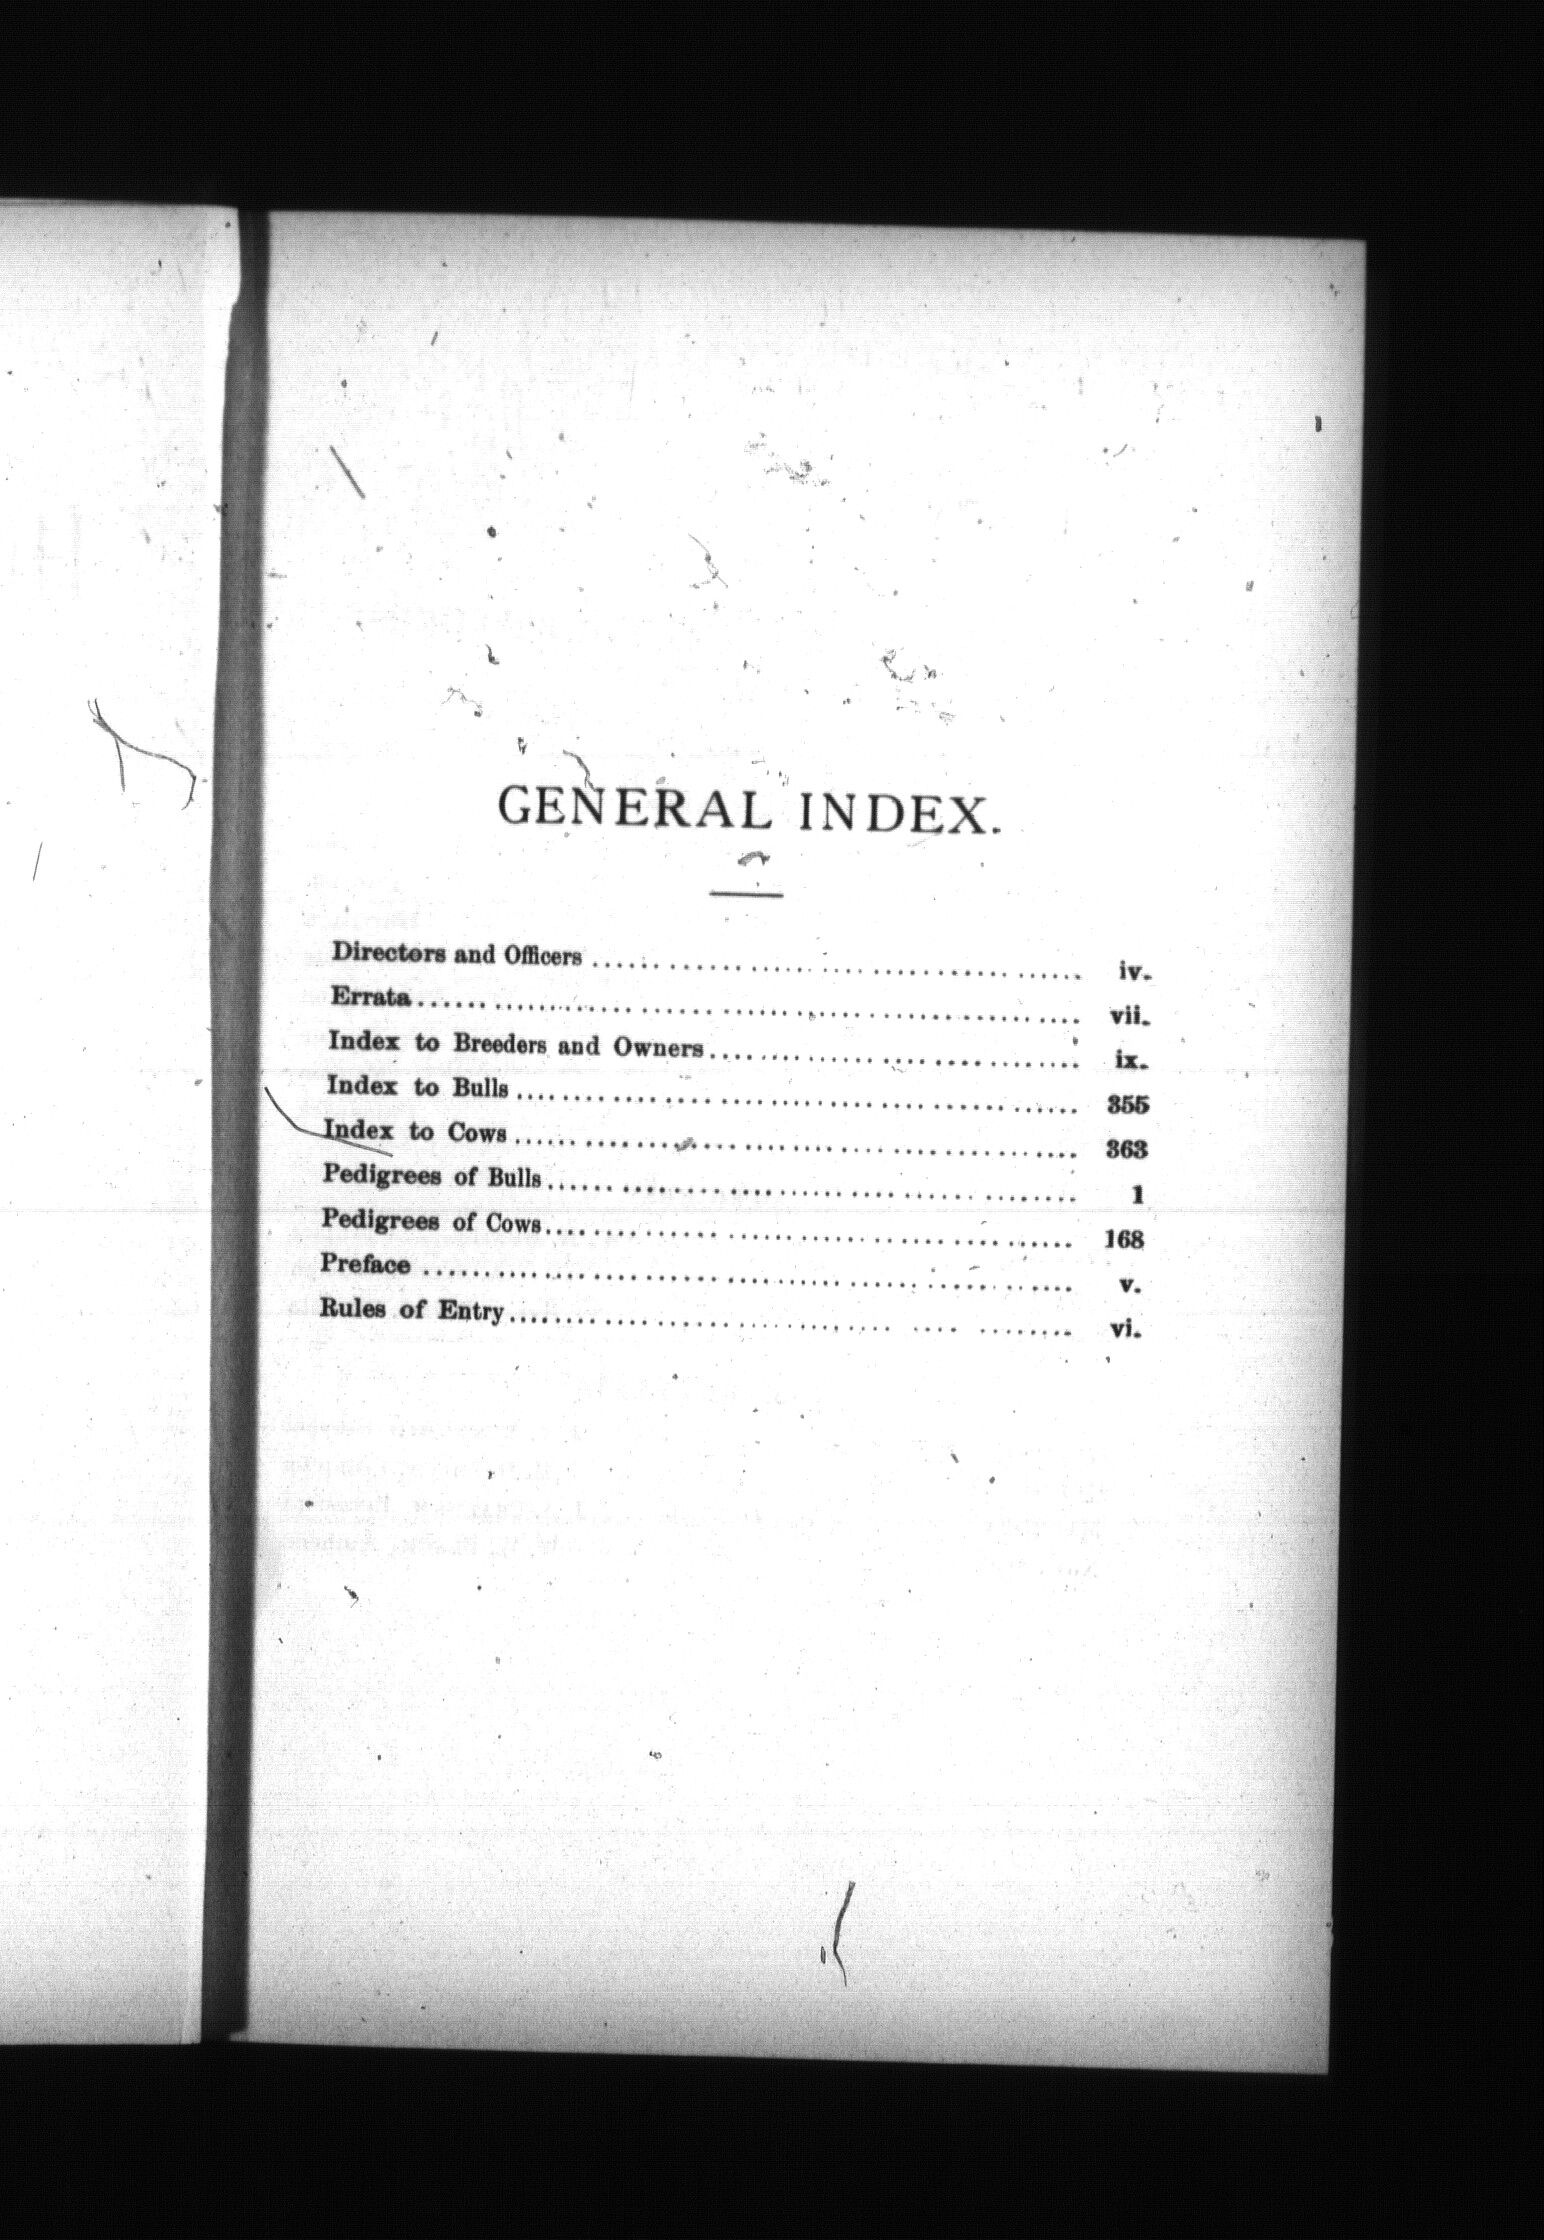 GENERAL INDEX.
Directors and Officers ........ iv.
Errata ........ vii.
Index to Breeders and Owners ........ ix.
Index to Bulls ........ 355
Index to Cows ........ 363
Pedigrees of Bulls ........ 1
Pedigrees of Cows ........ 168
Preface ........ v.
Rules of Entry ........ vi.